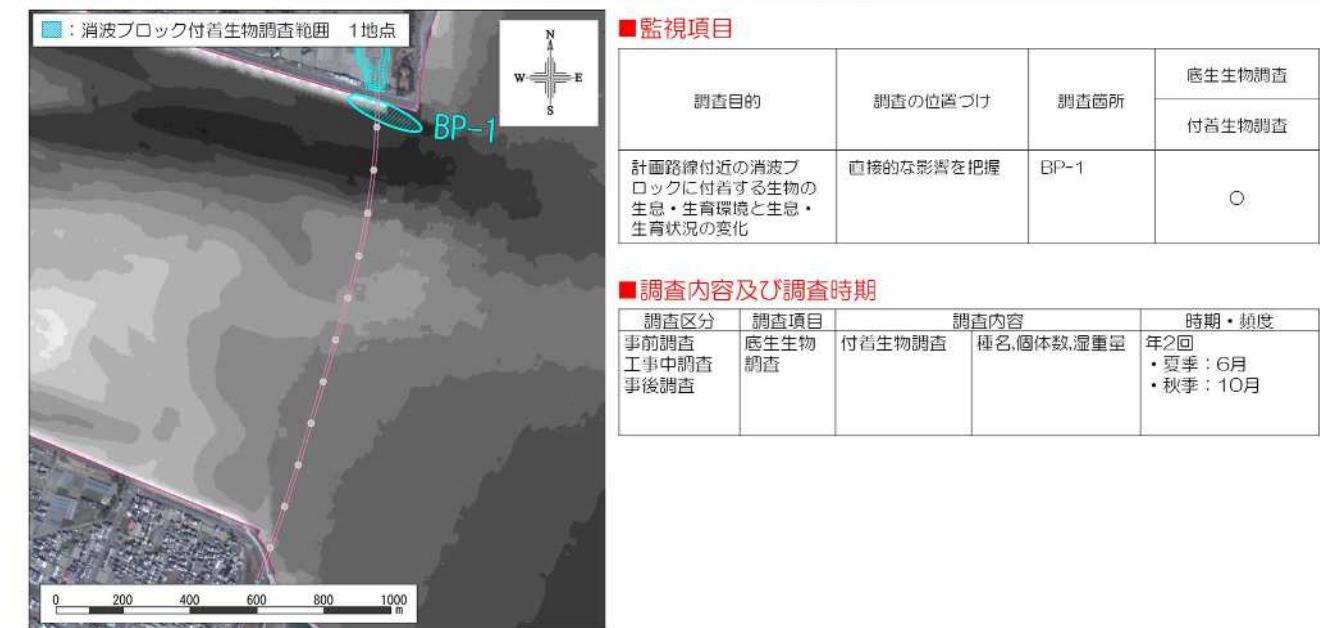 ：消波ブロック付着生物調査範囲　1地点
N
W
E
S
BP-1
0 200 400 600 800 1000
m
■監視項目
調査目的
調査の位置づけ
調査箇所
底生生物調査
付着生物調査
計画路線付近の消波ブ
ロックに付着する生物の
生息・生育環境と生息・
生育状況の変化
直接的な影響を把握
BP-1
○
■調査内容及び調査時期
調査区分
調査項目
調査内容
時期・頻度
事前調査
工事中調査
事後調査
底生生物
調査
付着生物調査
種名,個体数,湿重量
年2回
・夏季：6月
・秋季：10月